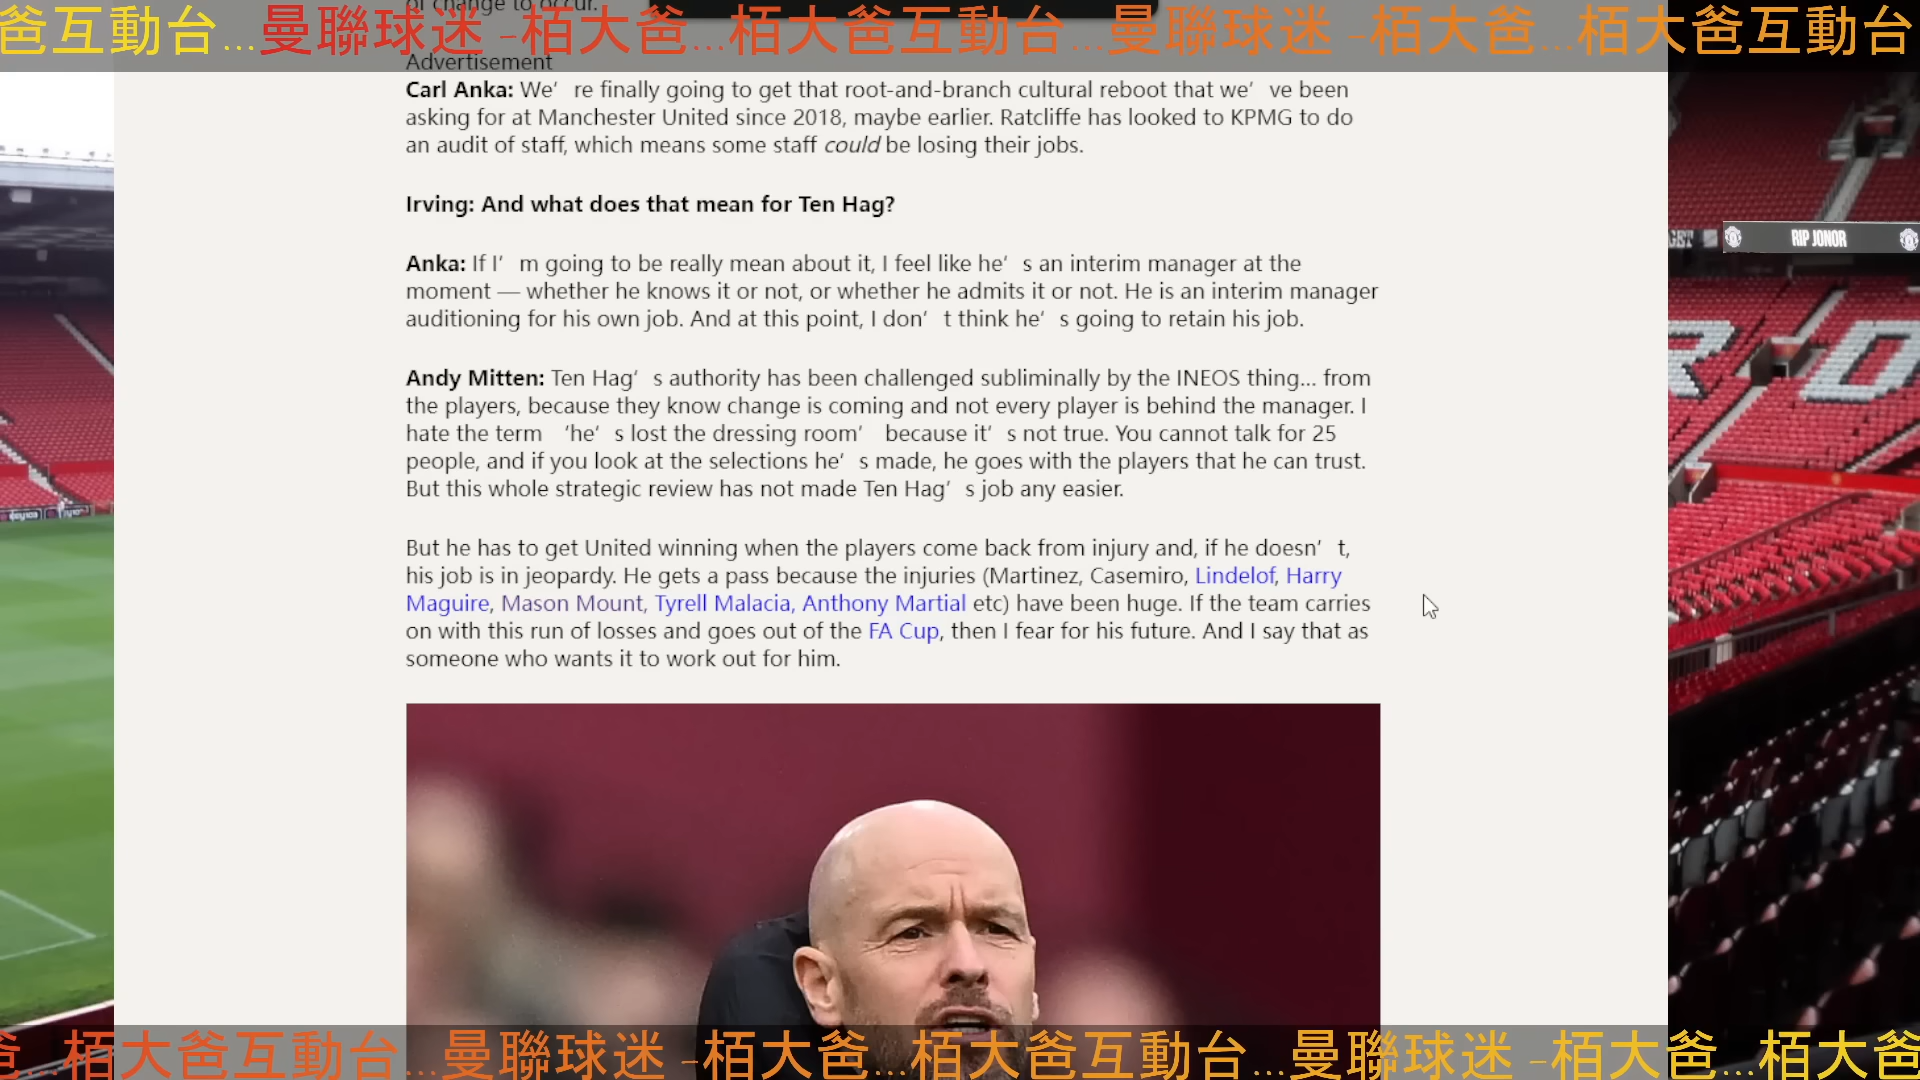 of change to occur.
爸互動台...曼聯球迷 -栢大爸...栢大爸互動台...曼聯球迷 -栢大爸...栢大爸互動台
Advertisement
Carl Anka: We’re finally going to get that root-and-branch cultural reboot that we’ve been
asking for at Manchester United since 2018, maybe earlier. Ratcliffe has looked to KPMG to do
an audit of staff, which means some staff could be losing their jobs.
Irving: And what does that mean for Ten Hag?
RIP JONOR
Anka: If I’m going to be really mean about it, I feel like he’s an interim manager at the
moment — whether he knows it or not, or whether he admits it or not. He is an interim manager
auditioning for his own job. And at this point, I don’t think he’s going to retain his job.
Andy Mitten: Ten Hag’s authority has been challenged subliminally by the INEOS thing... from
the players, because they know change is coming and not every player is behind the manager. I
hate the term ‘he’s lost the dressing room’ because it’s not true. You cannot talk for 25
people, and if you look at the selections he’s made, he goes with the players that he can trust.
But this whole strategic review has not made Ten Hag’s job any easier.
But he has to get United winning when the players come back from injury and, if he doesn’t,
his job is in jeopardy. He gets a pass because the injuries (Martinez, Casemiro, Lindelof, Harry
Maguire, Mason Mount, Tyrell Malacia, Anthony Martial etc) have been huge. If the team carries
on with this run of losses and goes out of the FA Cup, then I fear for his future. And I say that as
someone who wants it to work out for him.
爸...栢大爸互動台...曼聯球迷 -栢大爸...栢大爸互動台...曼聯球迷 -栢大爸...栢大爸